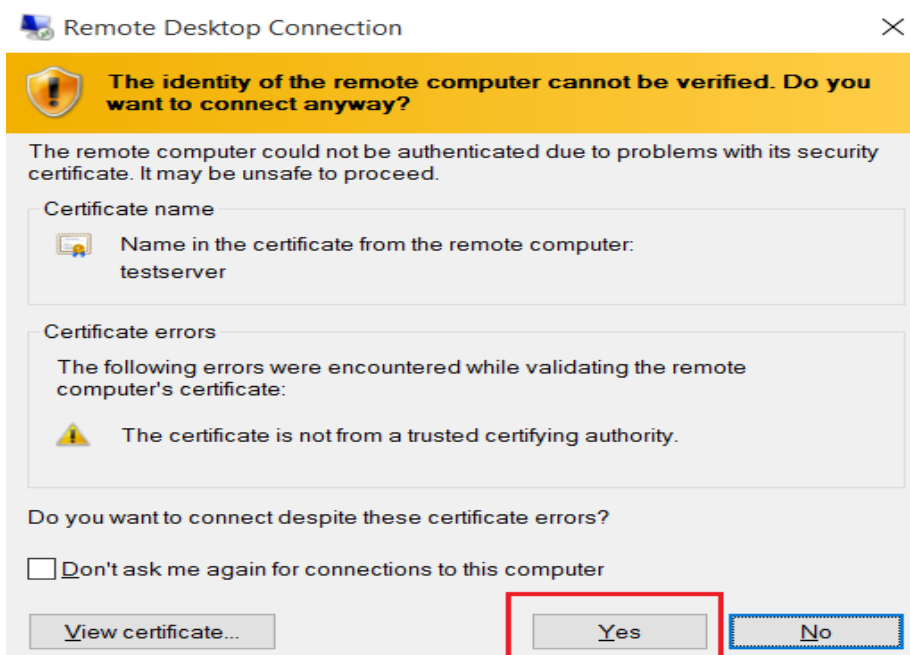 Remote Desktop Connection
The identity of the remote computer cannot be verified. Do you
want to connect anyway?
The remote computer could not be authenticated due to problems with its security
certificate. It may be unsafe to proceed.
Certificate name
Name in the certificate from the remote computer:
testserver
Certificate errors
The following errors were encountered while validating the remote
computer's certificate:
The certificate is not from a trusted certifying authority.
Do you want to connect despite these certificate errors?
Don't ask me again for connections to this computer
View certificate... Yes No